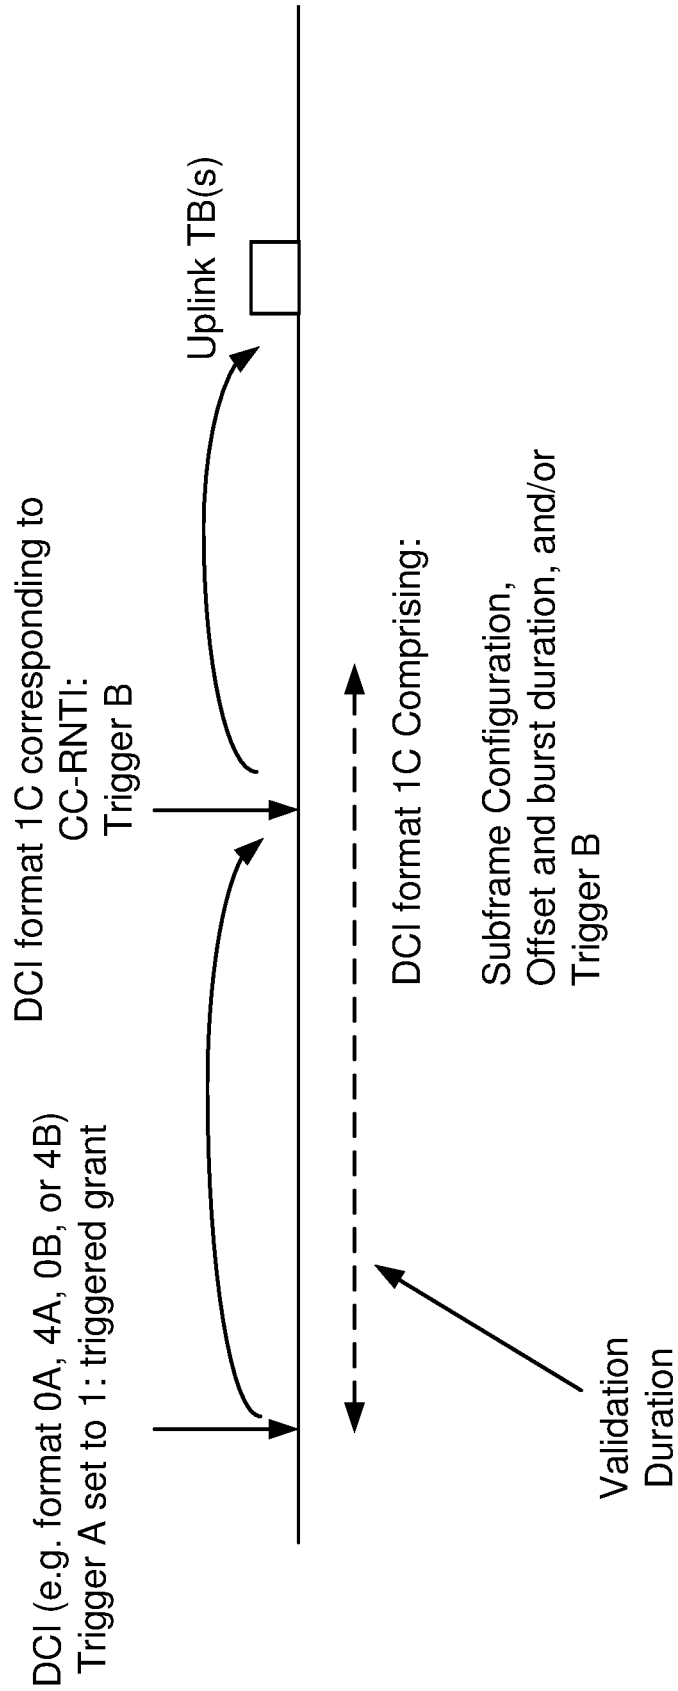 DCI (e.g. format 0A, 4A, 0B, or 4B)
Trigger A set to 1: triggered grant
DCI format 1C corresponding to
CC-RNTI:
Trigger B
Uplink TB(s)
DCI format 1C Comprising:
Subframe Configuration,
Offset and burst duration, and/or
Trigger B
Validation
Duration